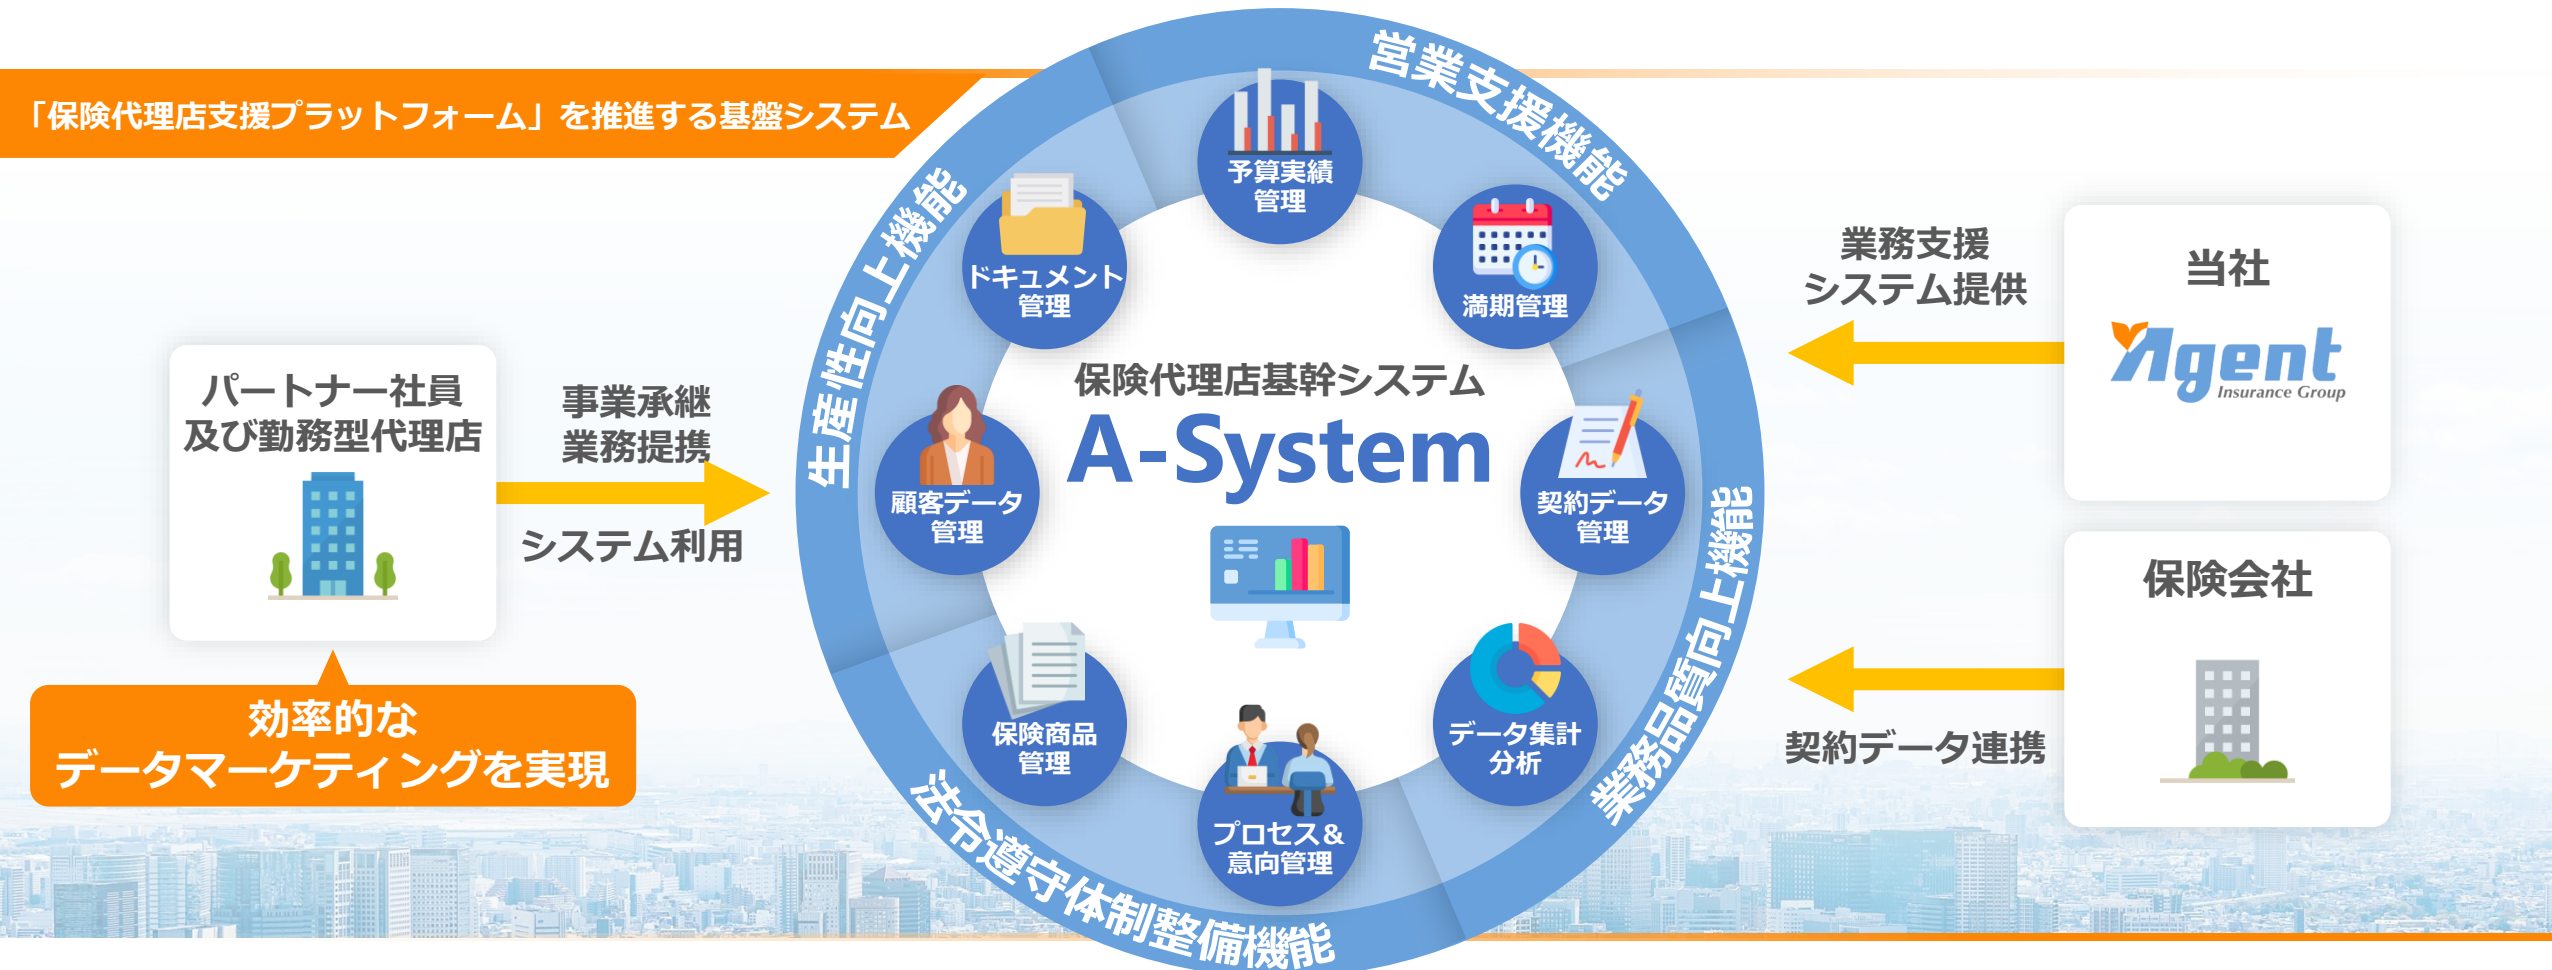 「保険代理店支援プラットフォーム」を推進する基盤システム
営業支援機能
生産性向上機能
業務品質向上機能
法令遵守体制整備機能
予算実績
管理
満期管理
契約データ
管理
データ集計
分析
プロセス&
意向管理
保険商品
管理
顧客データ
管理
ドキュメント
管理
保険代理店基幹システム
A-System
パートナー社員
及び勤務型代理店
事業承継
業務提携
システム利用
効率的な
データマーケティングを実現
業務支援
システム提供
当社
Agent
Insurance Group
保険会社
契約データ連携